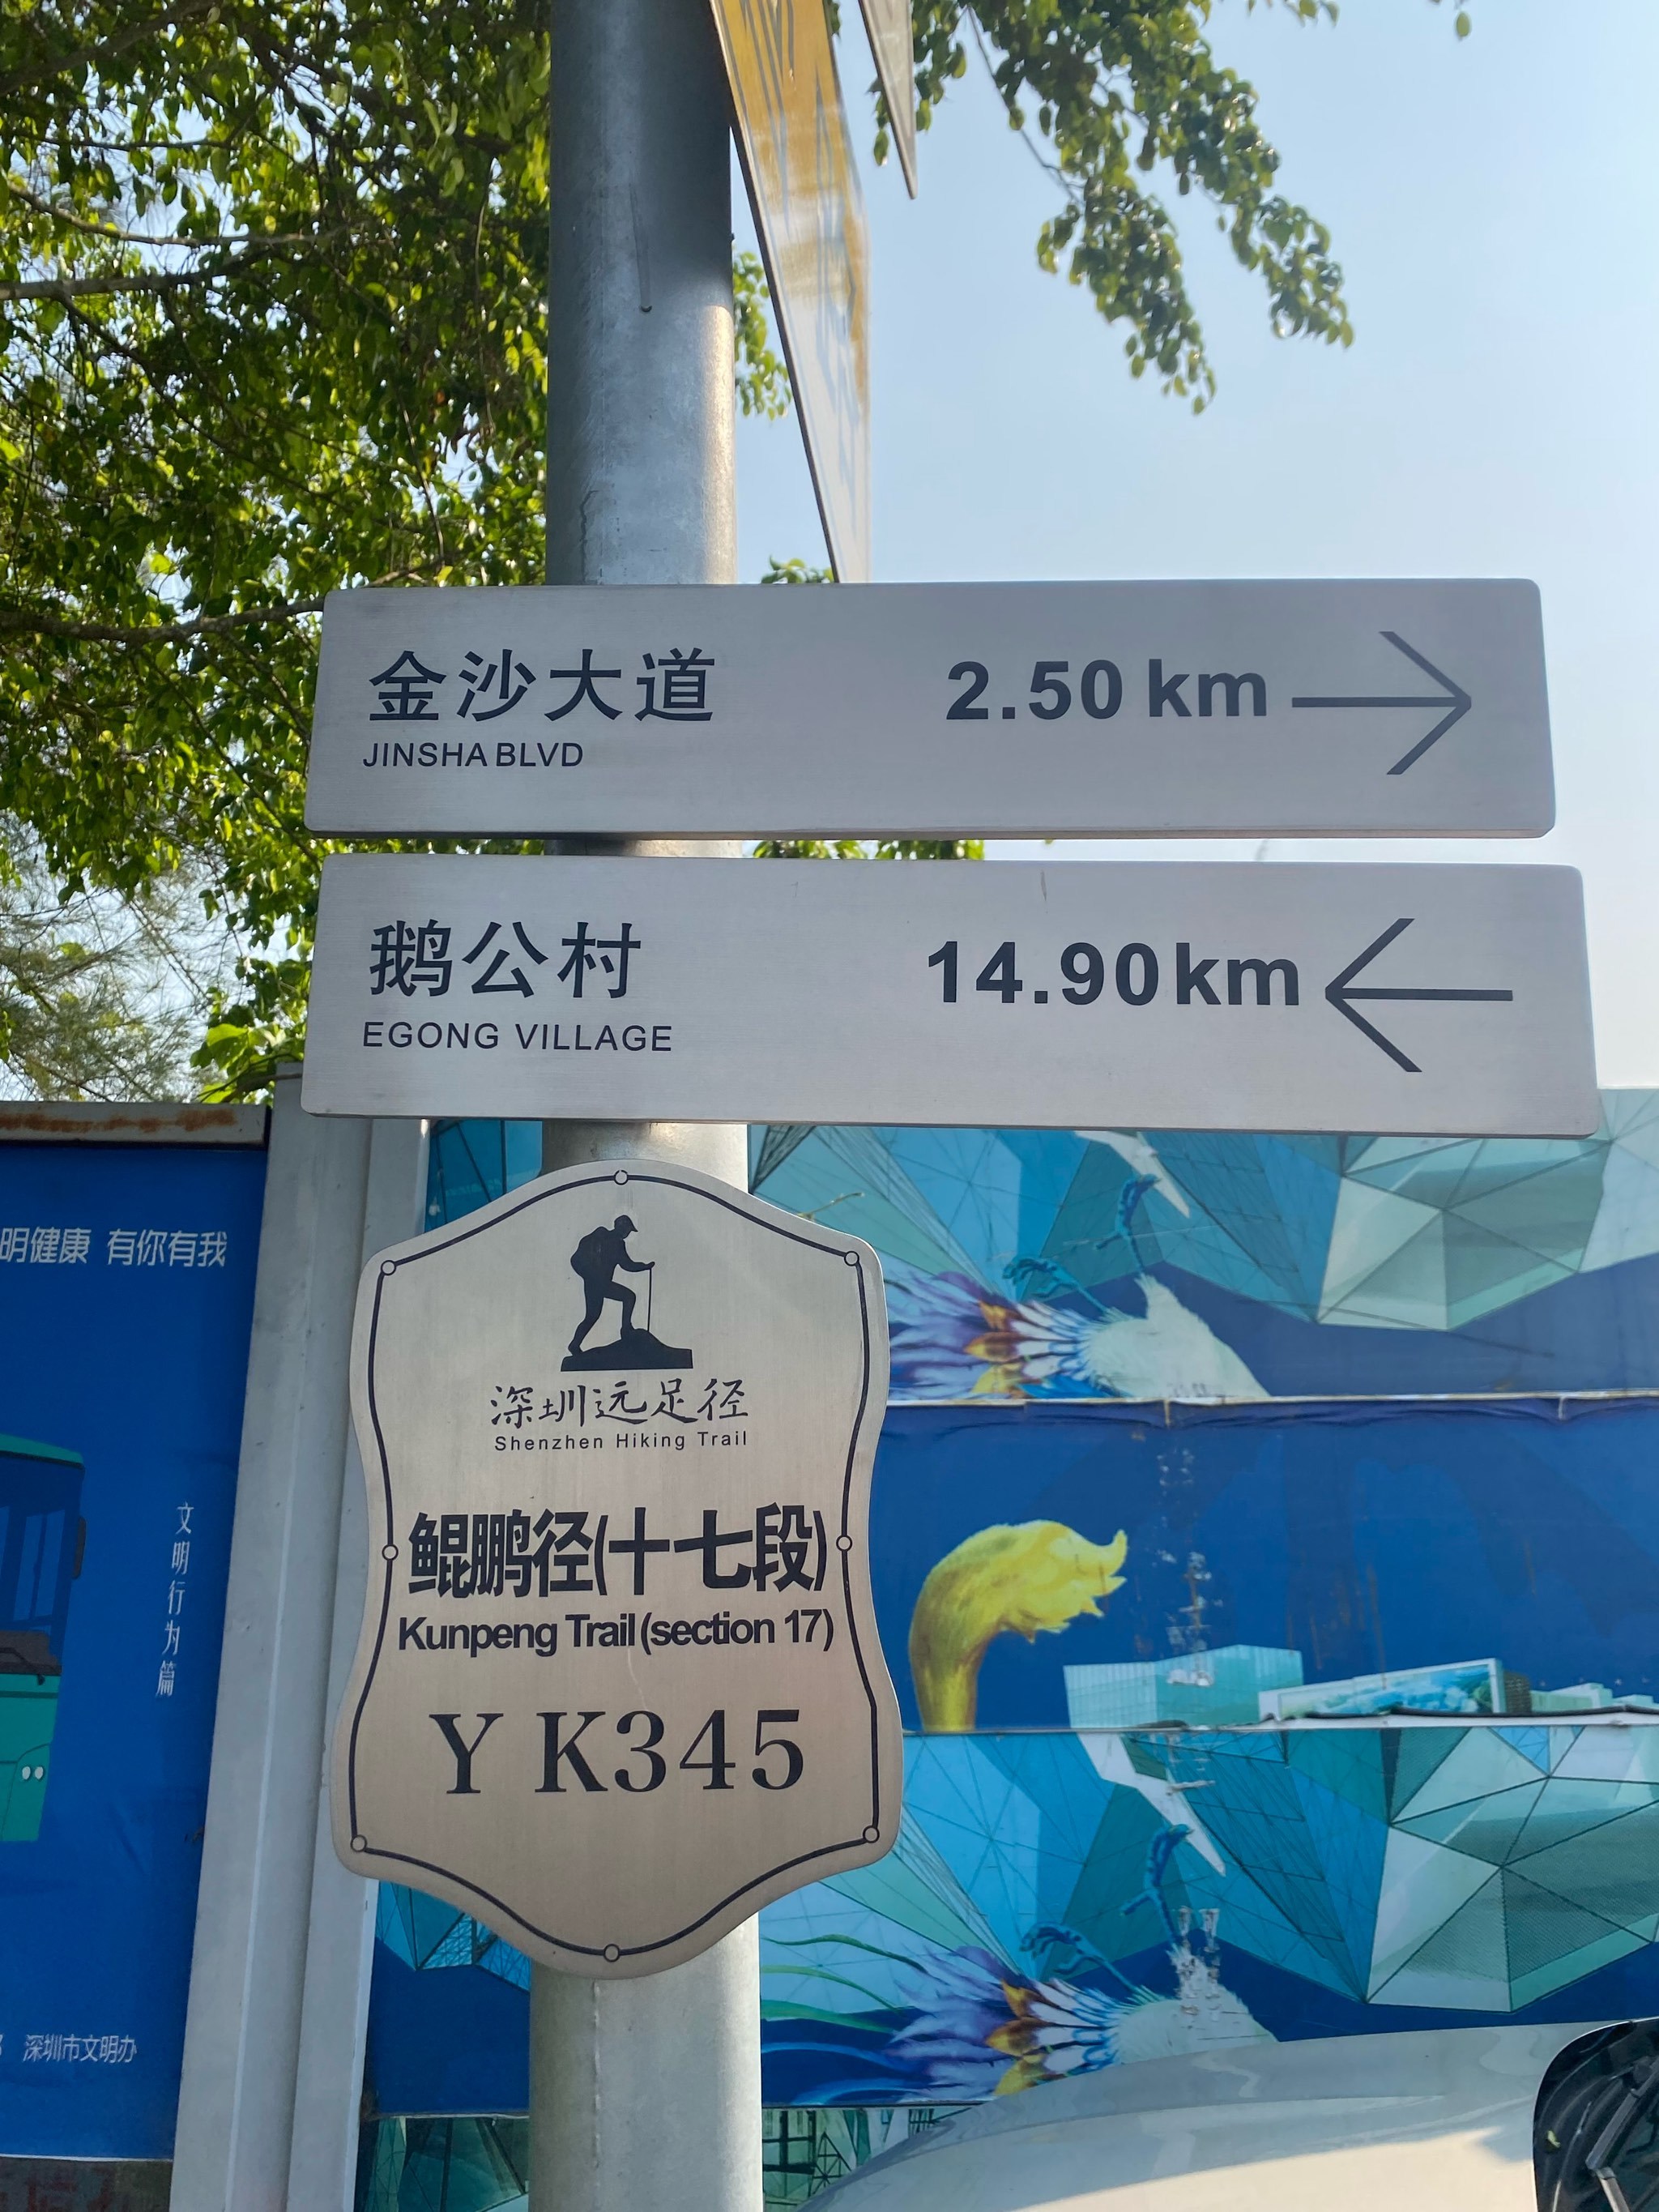 金沙大道 2.50 km
JINSHA BLVD
鹅公村 14.90 km
EGONG VILLAGE
深圳远足径
Shenzhen Hiking Trail
鲲鹏径(十七段)
Kunpeng Trail (section 17)
Y K345
明健康 有你有我
文明行为篇
深圳市文明办